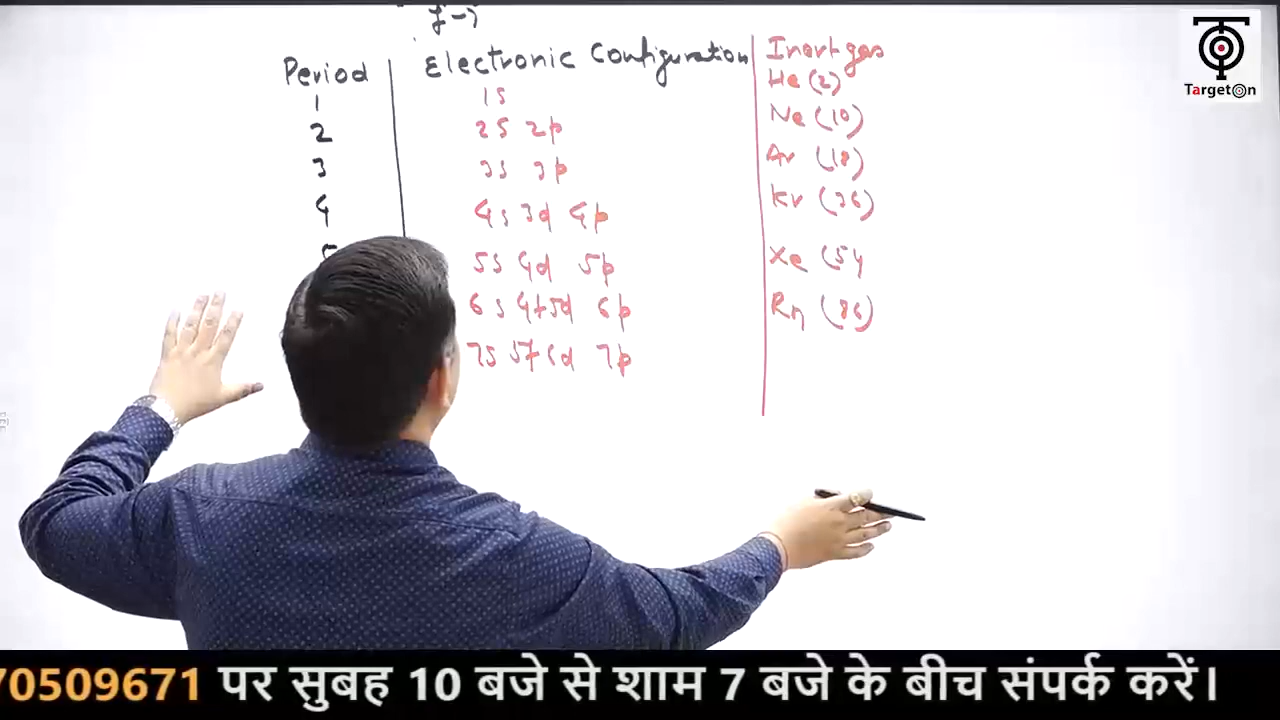 Period Electronic Configuration Inert gas
1 1s He (2)
2 2s 2p Ne (10)
3 3s 3p Ar (18)
4 4s 3d 4p Kr (36)
5 5s 4d 5p Xe (54
6s 4f 5d 6p Rn (86)
7s 5f 6d 7p
TargetOn
70509671 पर सुबह 10 बजे से शाम 7 बजे के बीच संपर्क करें।